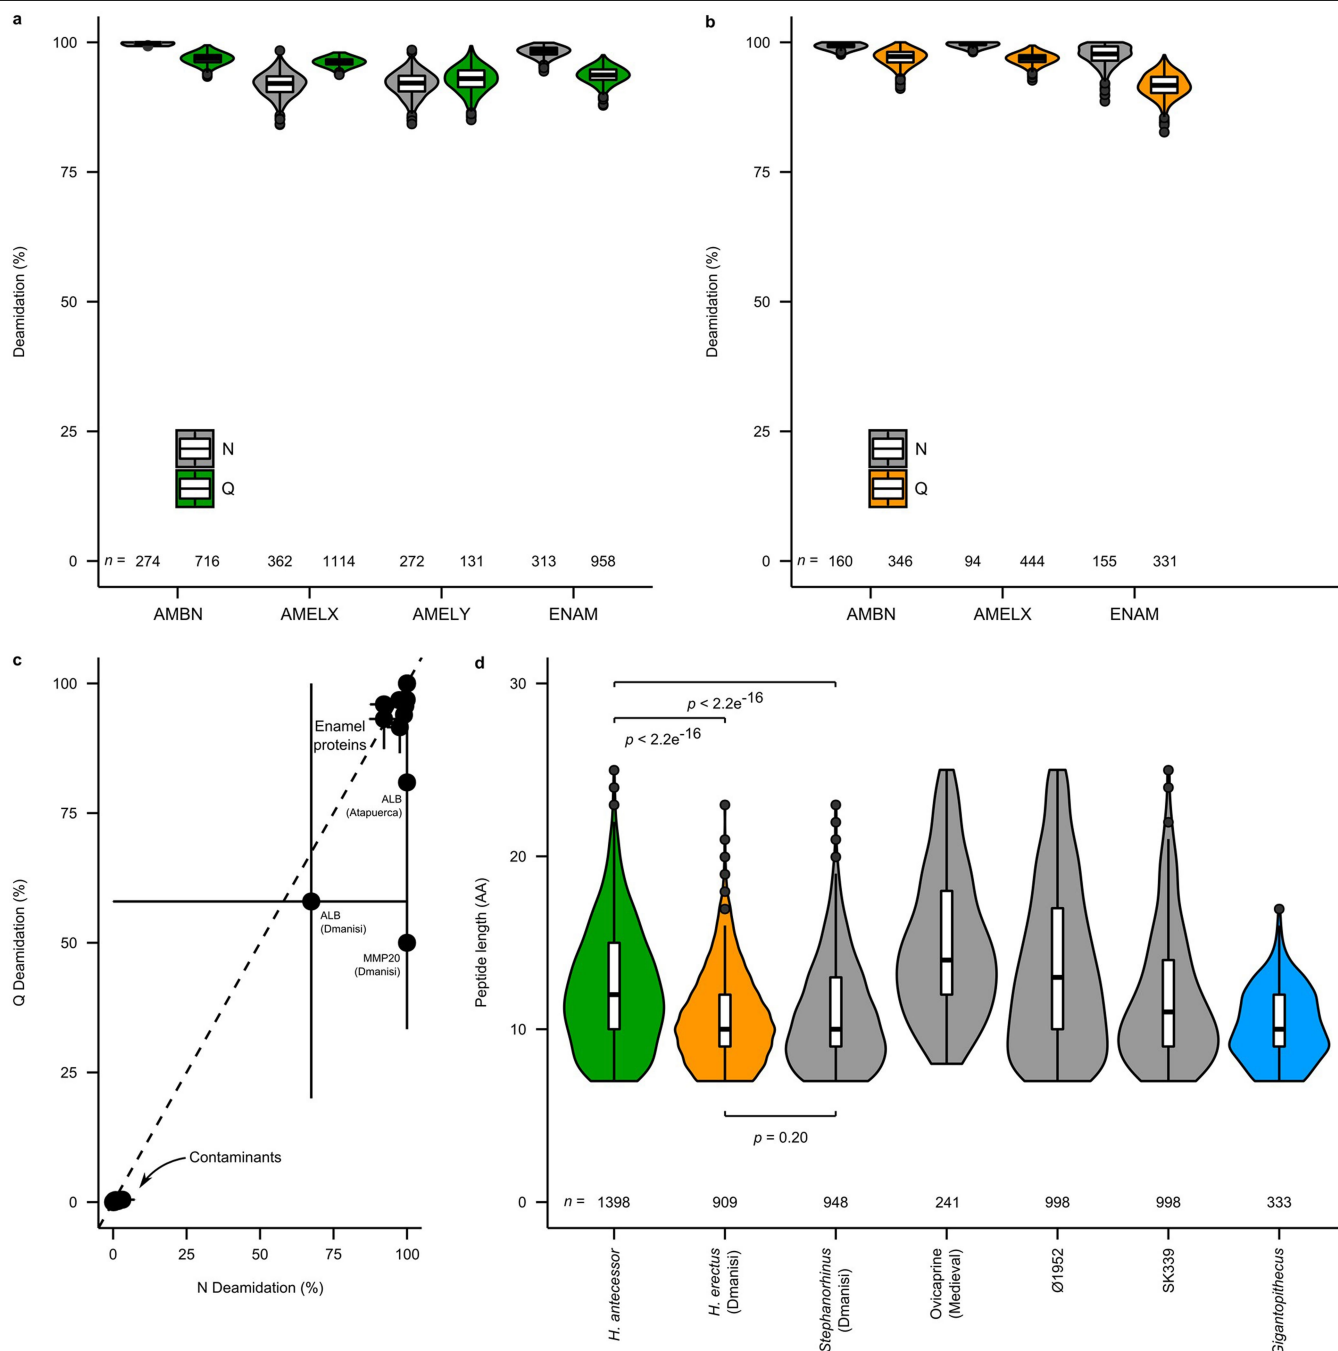 a
100
75
50
25
0
Deamidation (%)
N
Q
n = 274 716 362 1114 272 131 313 958
AMBN AMELX AMELY ENAM
b
100
75
50
25
0
Deamidation (%)
N
Q
n = 160 346 94 444 155 331
AMBN AMELX ENAM
c
100
75
50
25
0
Q Deamidation (%)
Enamel
proteins
ALB
(Atapuerca)
ALB
(Dmanisi)
MMP20
(Dmanisi)
Contaminants
0 25 50 75 100
N Deamidation (%)
d
30
20
10
0
Peptide length (AA)
p < 2.2e-16
p < 2.2e-16
p = 0.20
n = 1398 909 948 241 998 998 333
H. antecessor
H. erectus
(Dmanisi)
Stephanorhinus
(Dmanisi)
Ovicaprine
(Medieval)
Ø1952
SK339
igantopithecus